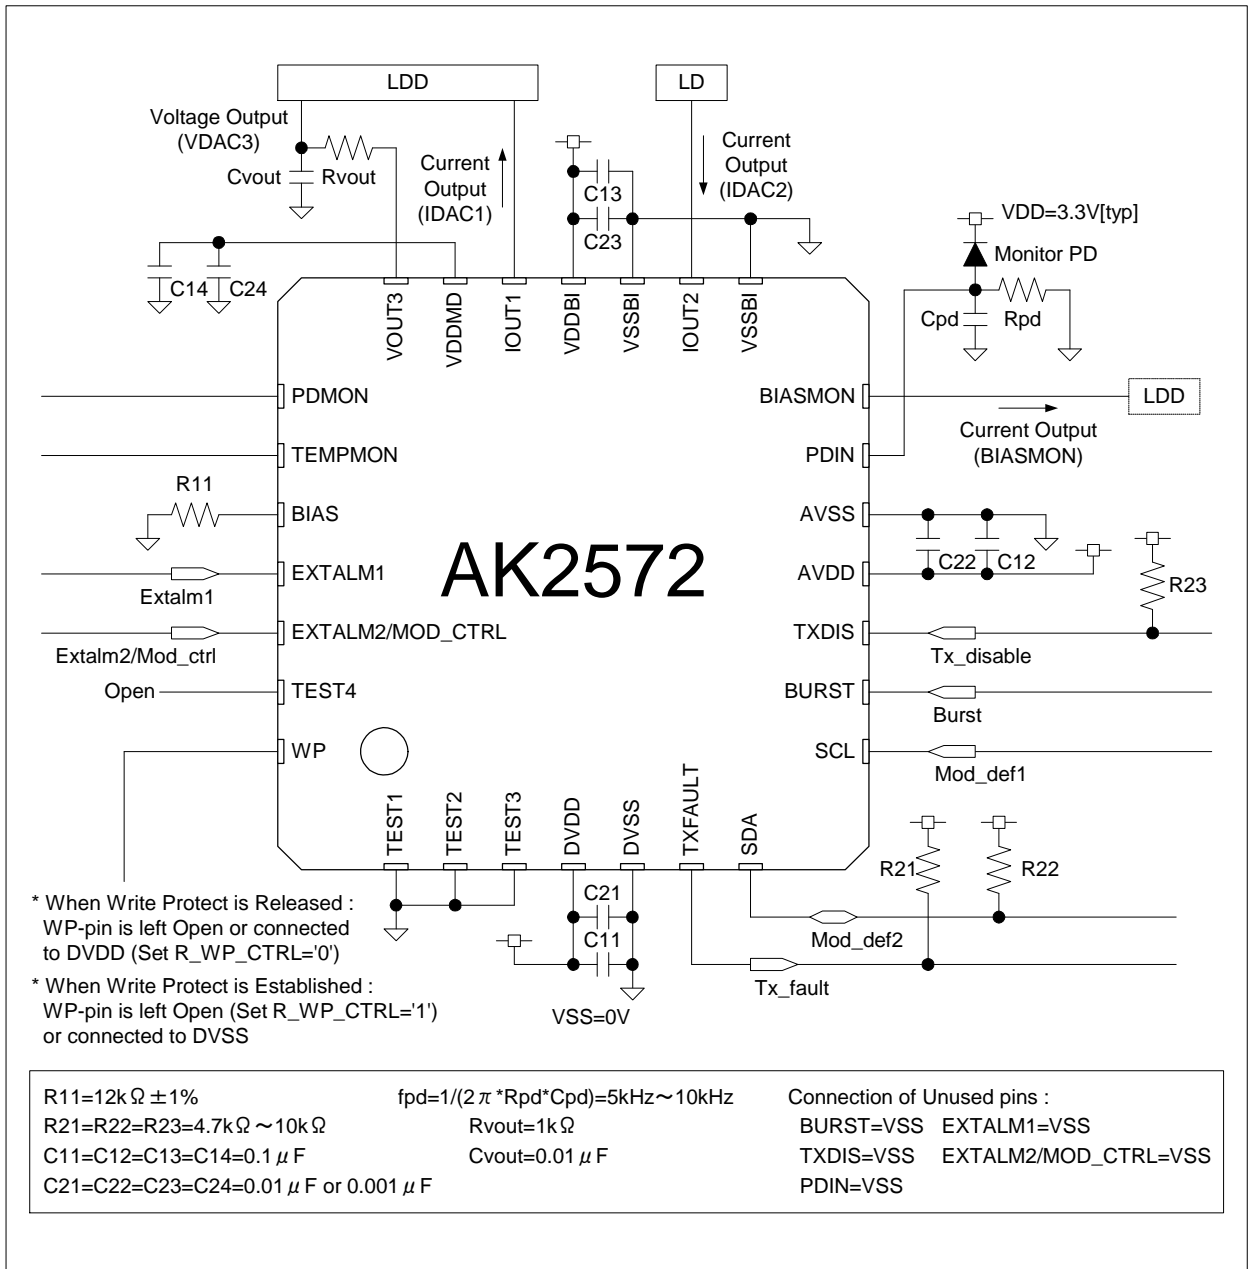 LDD
LD
Voltage Output
(VDAC3)
Cvout
Rvout
Current
Output
(IDAC1)
C13
C23
Current
Output
(IDAC2)
VDD=3.3V[typ]
Monitor PD
Cpd
Rpd
C14
C24
VOUT3
VDDMD
IOUT1
VDDBI
VSSBI
IOUT2
VSSBI
PDMON
TEMPMON
R11
BIAS
EXTALM1
Extalm1
EXTALM2/MOD_CTRL
Extalm2/Mod_ctrl
Open
TEST4
WP
AK2572
BIASMON
LDD
Current Output
(BIASMON)
PDIN
AVSS
C22
C12
AVDD
R23
TXDIS
Tx_disable
BURST
Burst
SCL
Mod_def1
TEST1
TEST2
TEST3
DVDD
DVSS
TXFAULT
SDA
C21
C11
VSS=0V
R21
R22
Mod_def2
Tx_fault
* When Write Protect is Released :
WP-pin is left Open or connected
to DVDD (Set R_WP_CTRL='0')
* When Write Protect is Established :
WP-pin is left Open (Set R_WP_CTRL='1')
or connected to DVSS
R11=12kΩ±1%
R21=R22=R23=4.7kΩ～10kΩ
C11=C12=C13=C14=0.1μF
C21=C22=C23=C24=0.01μF or 0.001μF
fpd=1/(2π*Rpd*Cpd)=5kHz～10kHz
Rvout=1kΩ
Cvout=0.01μF
Connection of Unused pins :
BURST=VSS EXTALM1=VSS
TXDIS=VSS EXTALM2/MOD_CTRL=VSS
PDIN=VSS